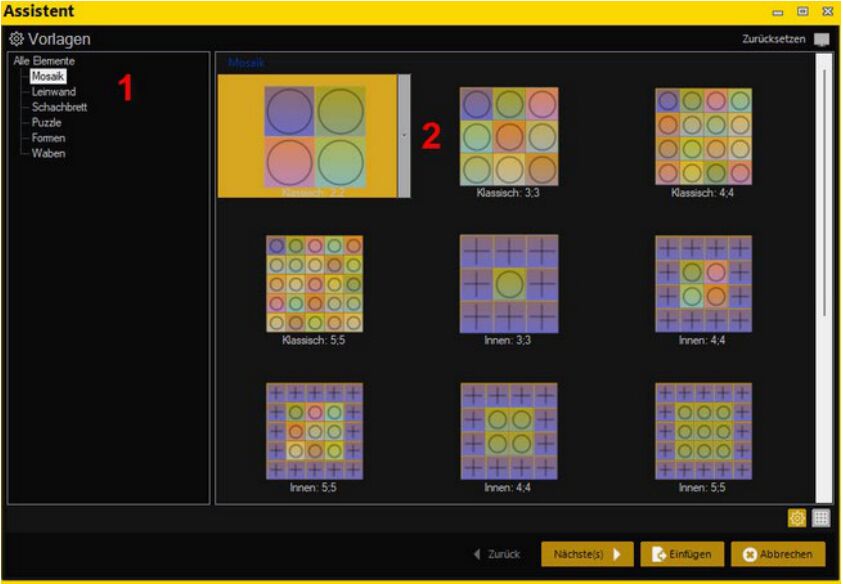 Assistent
Vorlagen
Zurücksetzen
Alle Elemente
Mosaik
Leinwand
Schachbrett
Puzzle
Formen
Waben
1
Mosaik
2
Klassisch: 2;2
Klassisch: 3;3
Klassisch: 4;4
Klassisch: 5;5
Innen: 3;3
Innen: 4;4
Innen: 5;5
Innen: 4;4
Innen: 5;5
Zurück
Nächste(s)
Einfügen
Abbrechen